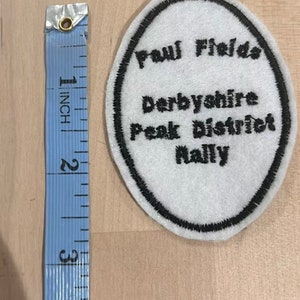 Paul Fields
Derbyshire
Peak District
Rally
1
INCH
2
3